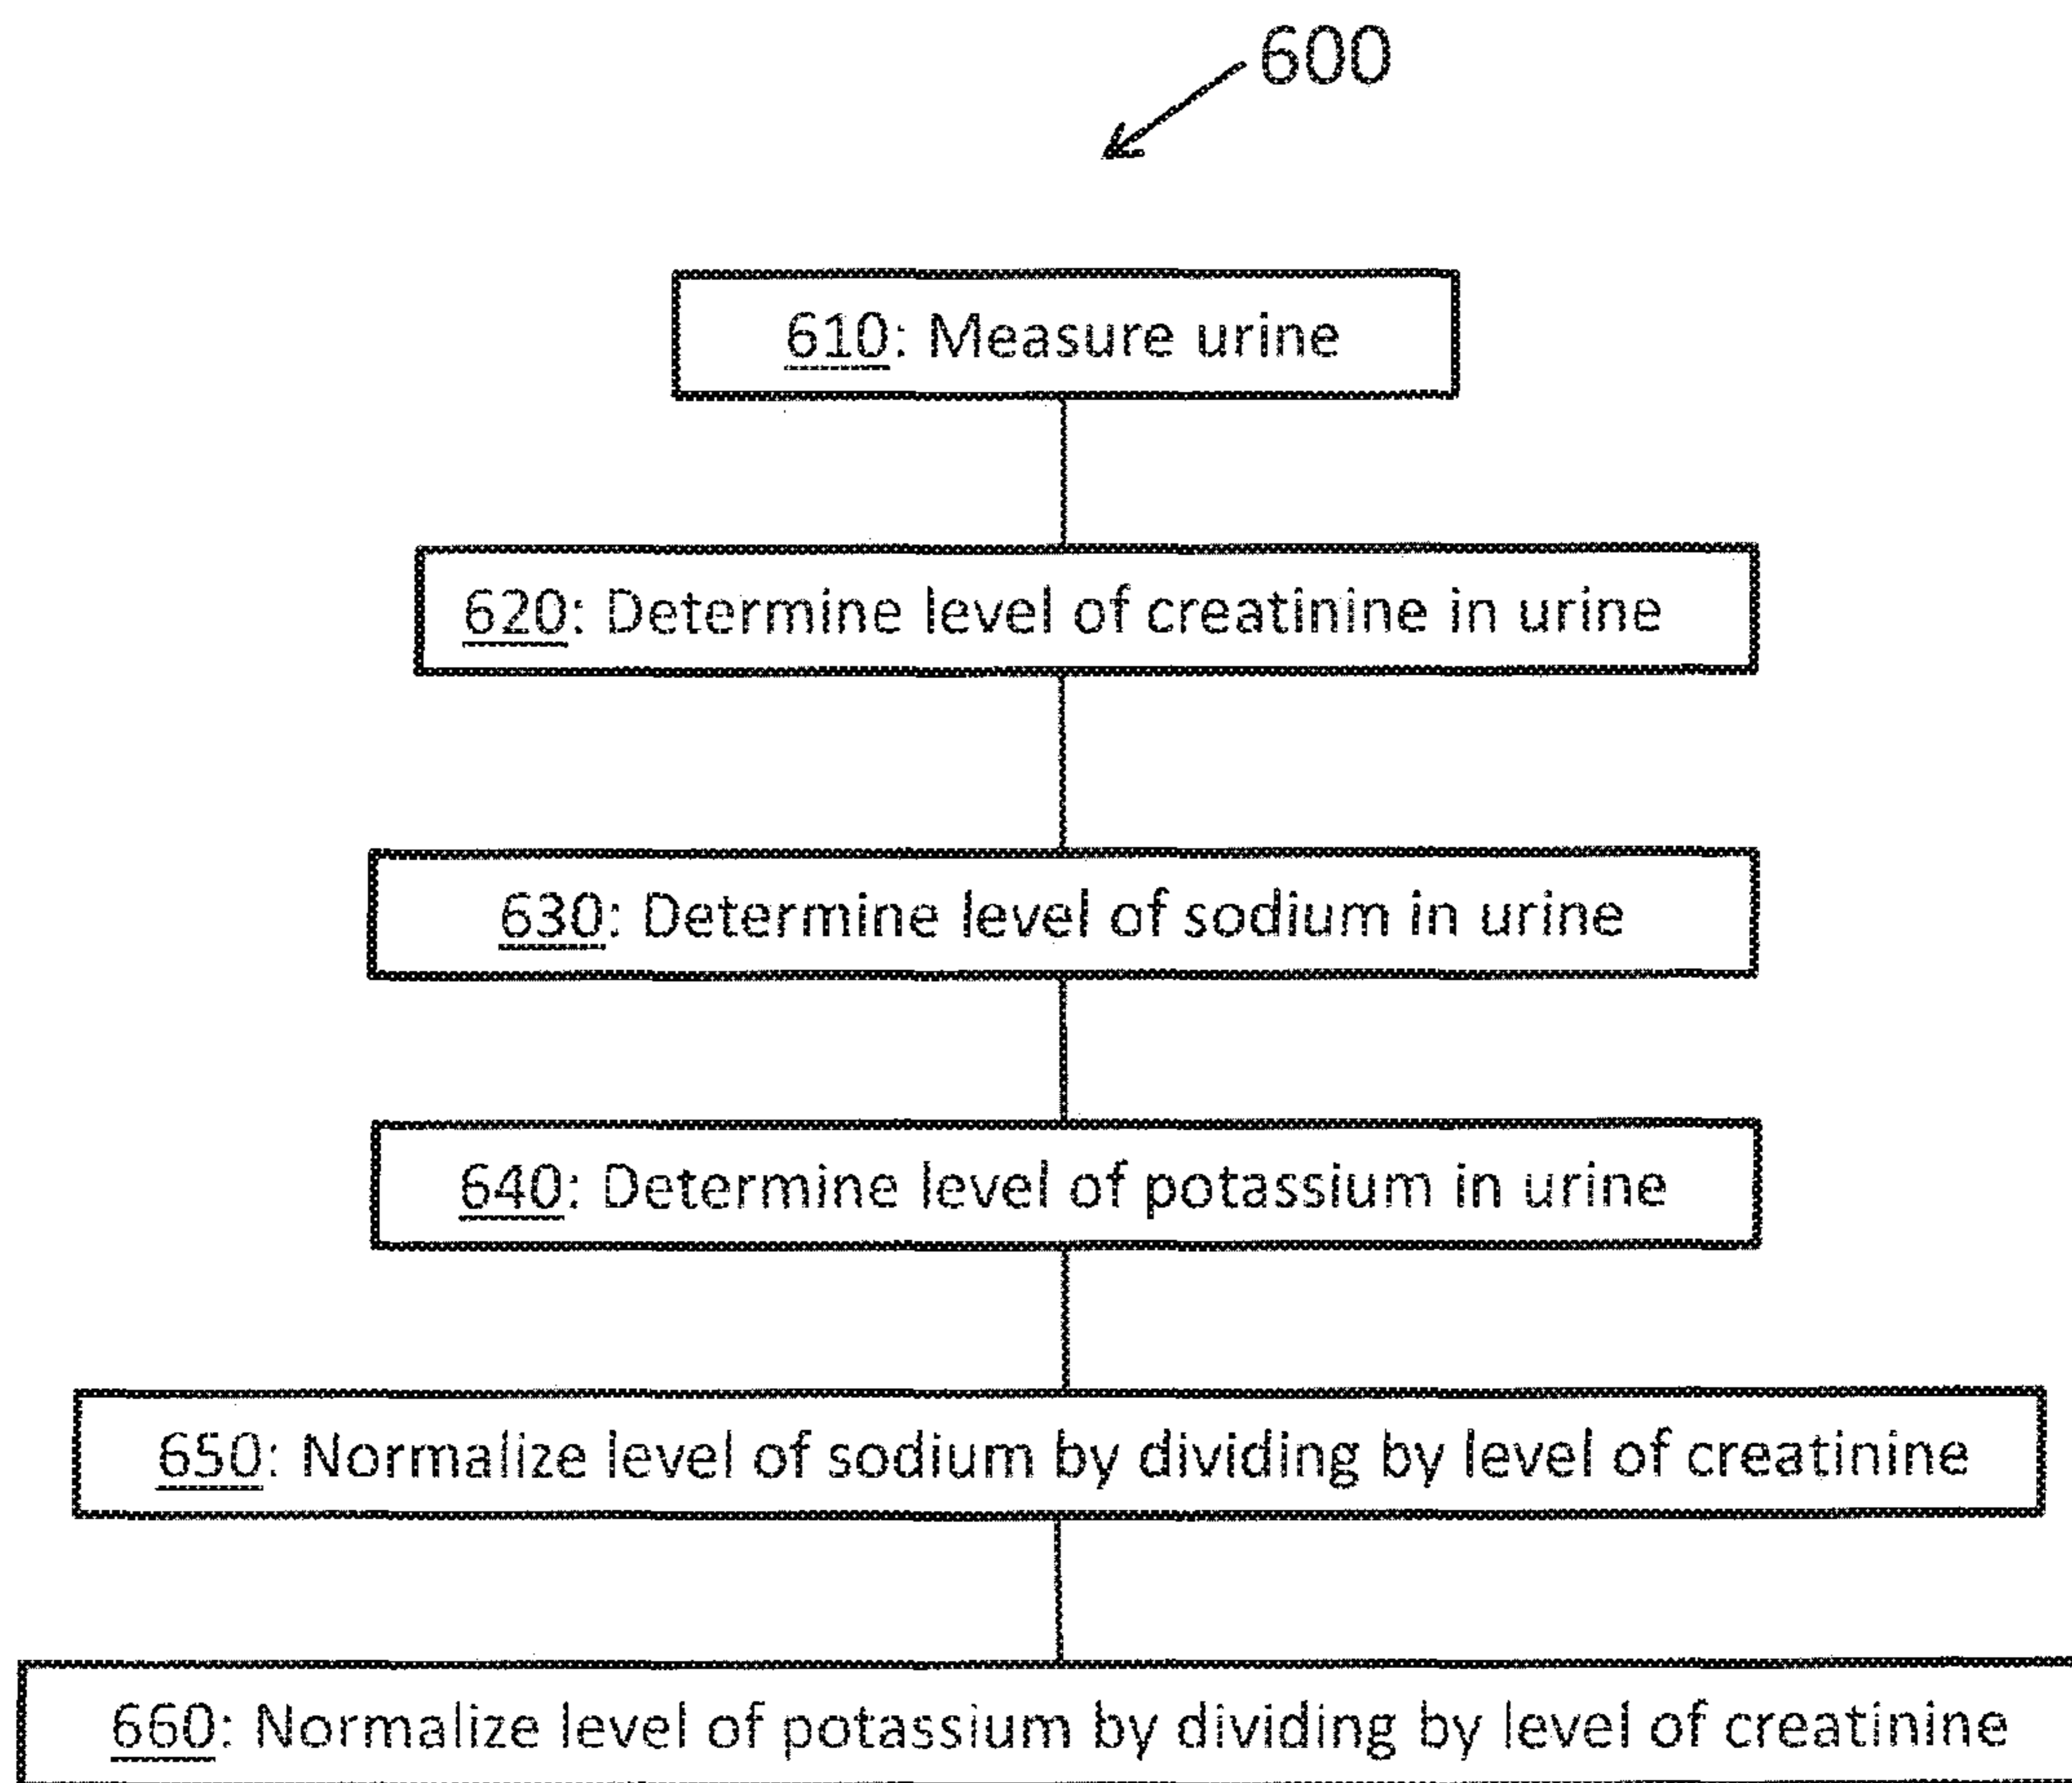 600
610: Measure urine
620: Determine level of creatinine in urine
630: Determine level of sodium in urine
640: Determine level of potassium in urine
650: Normalize level of sodium by dividing by level of creatinine
660: Normalize level of potassium by dividing by level of creatinine